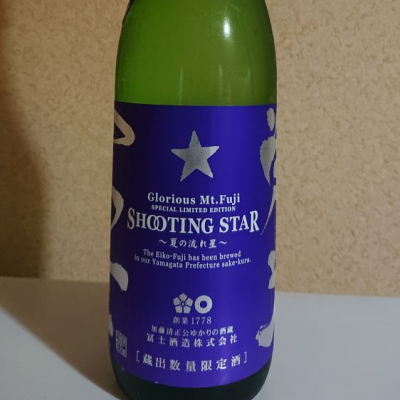 Glorious Mt.Fuji
SPECIAL LIMITED EDITION
SHOOTING STAR
～夏の流れ星～
The Eiko-Fuji has been brewed
in our Yamagata Prefecture sake-kura.
創業1778
加藤清正公ゆかりの酒蔵
冨士酒造株式会社
［蔵出数量限定酒］